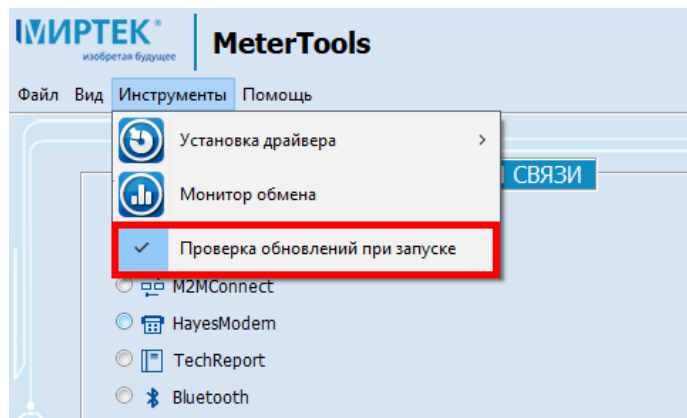 МИРТЕК
изобретая будущее
MeterTools
Файл Вид Инструменты Помощь
Установка драйвера
СВЯЗИ
Монитор обмена
Проверка обновлений при запуске
M2MConnect
HayesModem
TechReport
Bluetooth